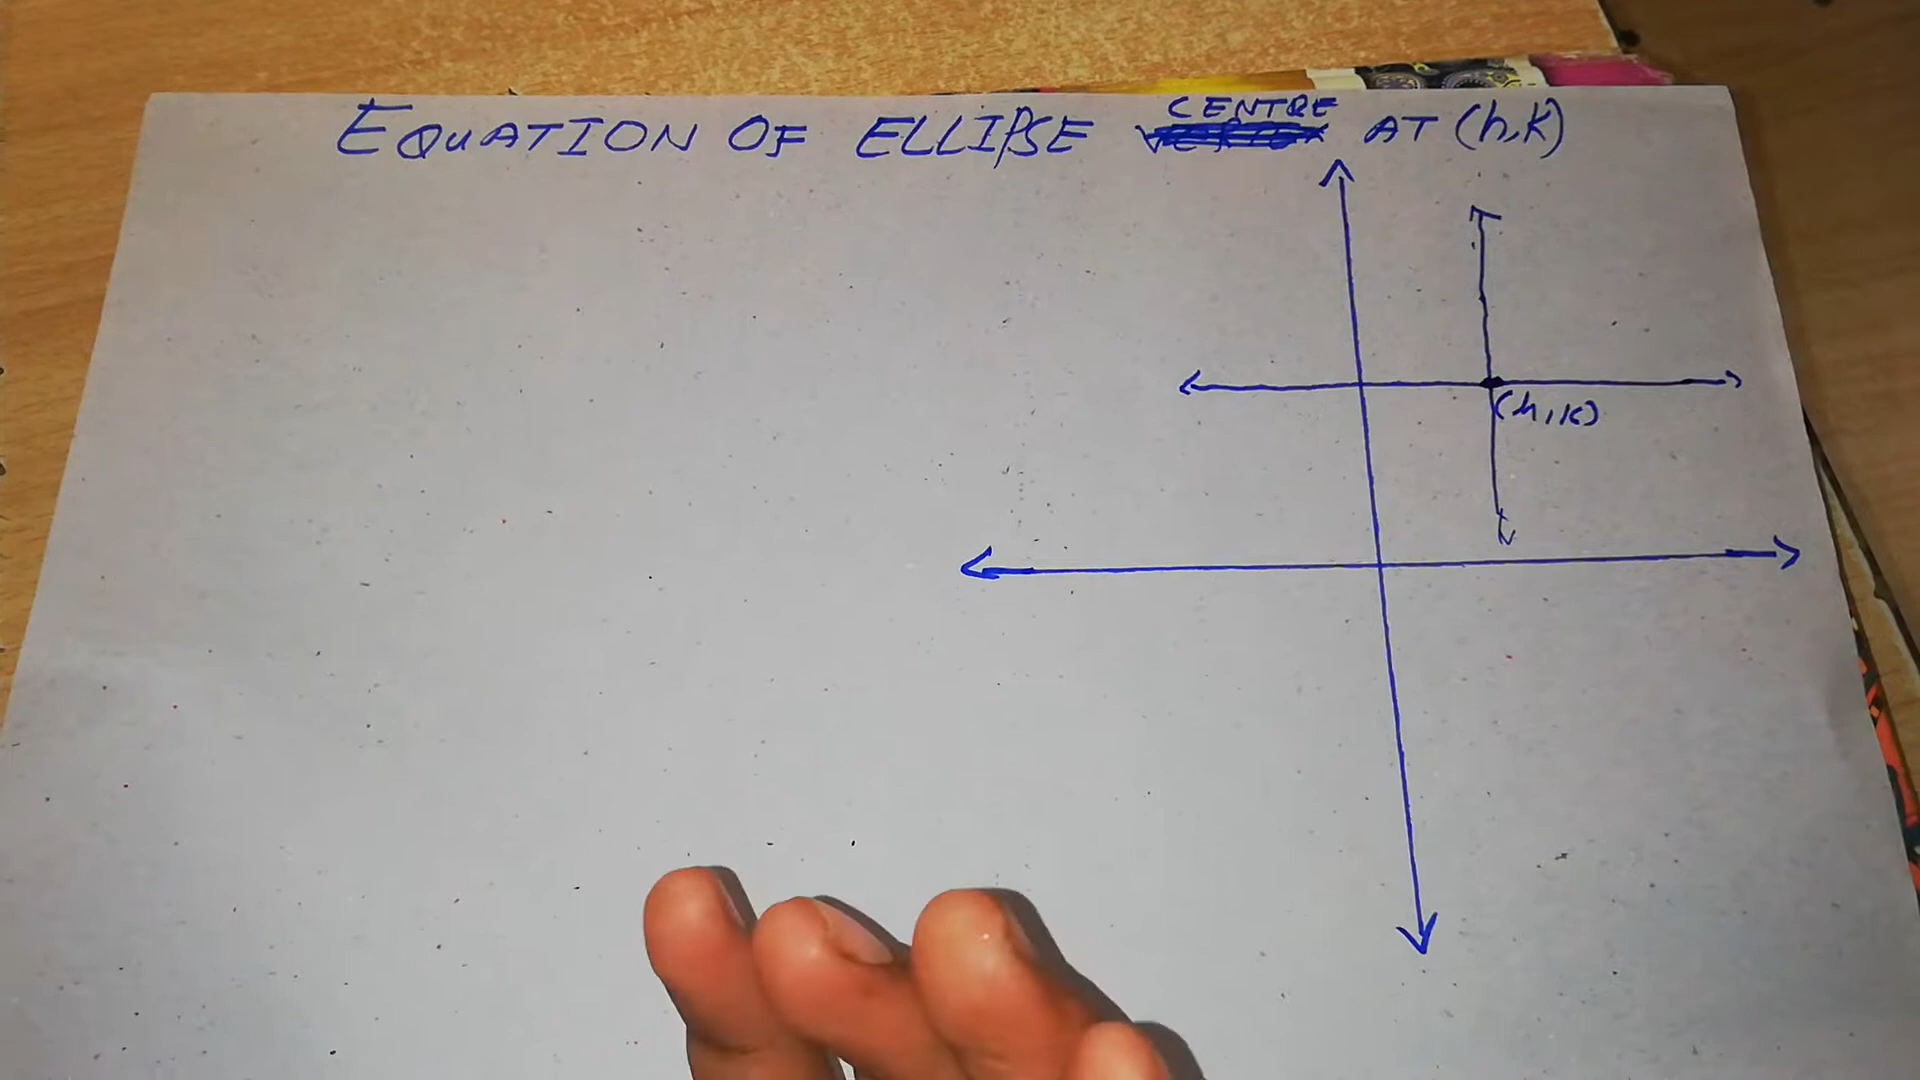 EQUATION OF ELLIPSE CENTRE AT (h,k)
(h,k)